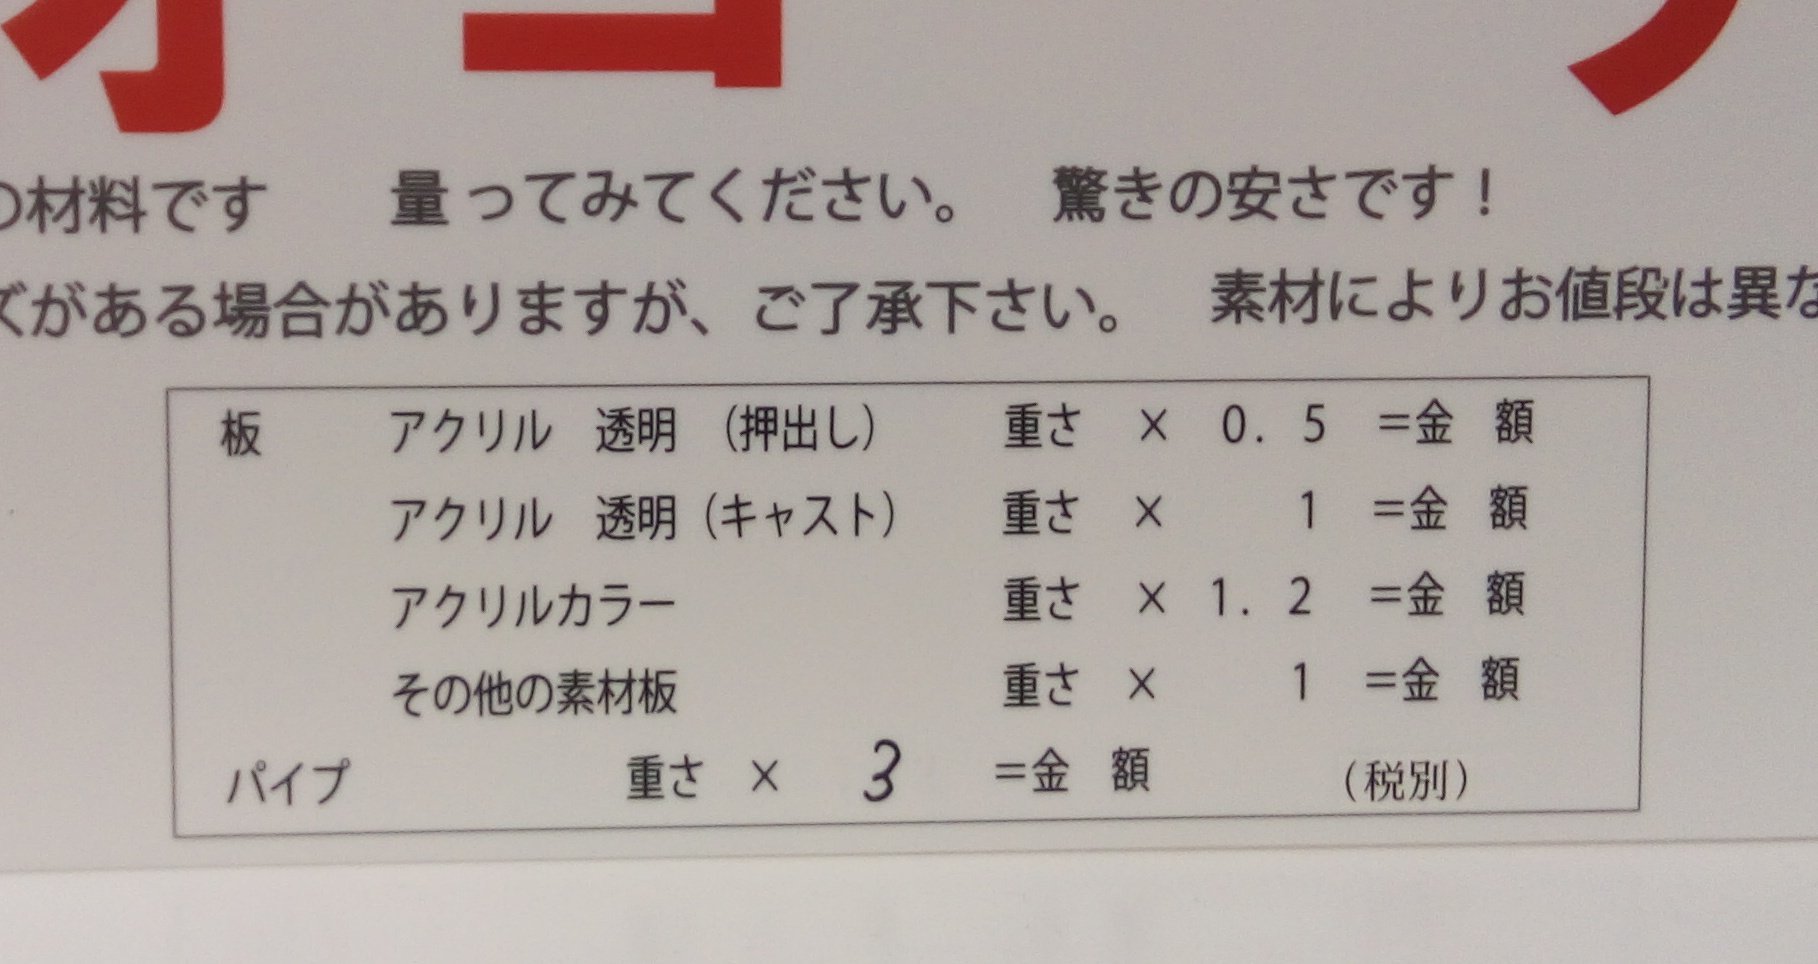 の材料です　量ってみてください。　驚きの安さです！
ズがある場合がありますが、ご了承下さい。　素材によりお値段は異な
板　アクリル　透明　（押出し）　重さ　×　0.5　＝金　額
アクリル　透明（キャスト）　重さ　×　1　＝金　額
アクリルカラー　重さ　×　1.2　＝金　額
その他の素材板　重さ　×　1　＝金　額
パイプ　重さ　×　3　＝金　額　（税別）